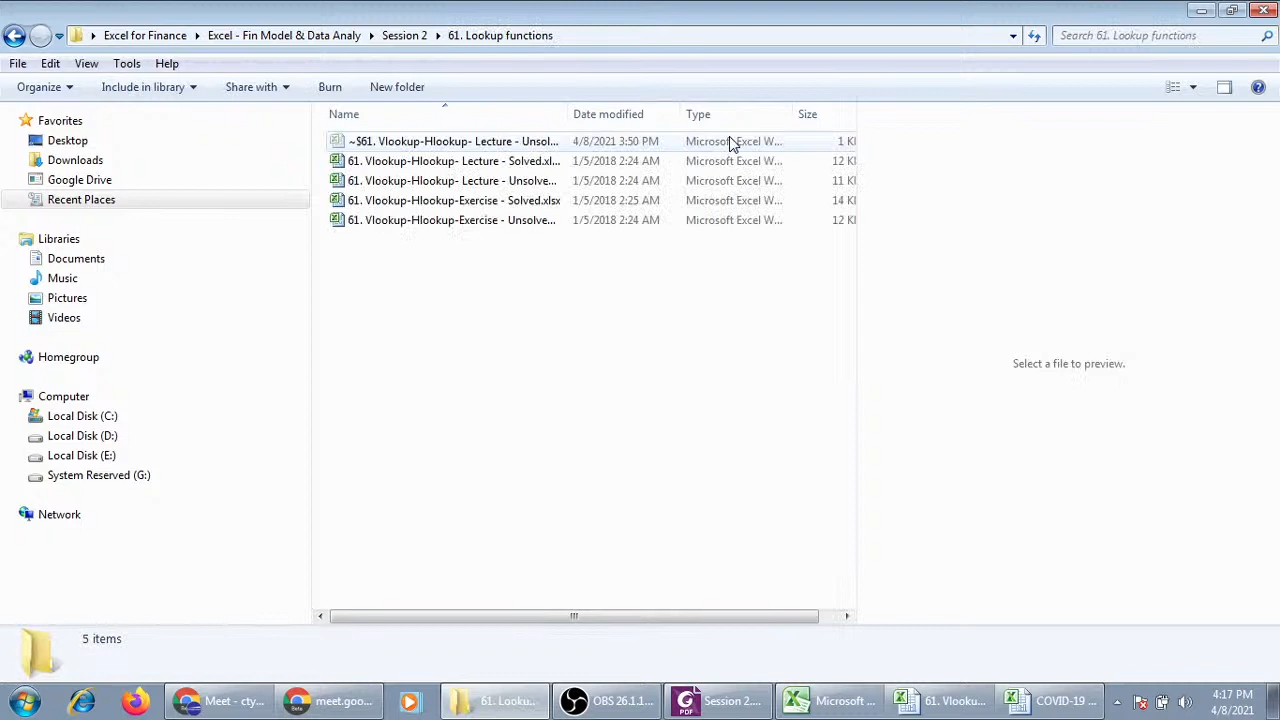 Excel for Finance Excel - Fin Model & Data Analy Session 2 61. Lookup functions Search 61. Lookup functions
File Edit View Tools Help
Organize Include in library Share with Burn New folder
Name Date modified Type Size
Favorites
Desktop
Downloads
Google Drive
Recent Places
Libraries
Documents
Music
Pictures
Videos
Homegroup
Computer
Local Disk (C:)
Local Disk (D:)
Local Disk (E:)
System Reserved (G:)
Network
~$61. Vlookup-Hlookup- Lecture - Unsol... 4/8/2021 3:50 PM Microsoft Excel W... 1 KI
61. Vlookup-Hlookup- Lecture - Solved.xl... 1/5/2018 2:24 AM Microsoft Excel W... 12 KI
61. Vlookup-Hlookup- Lecture - Unsolve... 1/5/2018 2:24 AM Microsoft Excel W... 11 KI
61. Vlookup-Hlookup-Exercise - Solved.xlsx 1/5/2018 2:25 AM Microsoft Excel W... 14 KI
61. Vlookup-Hlookup-Exercise - Unsolve... 1/5/2018 2:24 AM Microsoft Excel W... 12 KI
Select a file to preview.
5 items
Meet - cty... meet.goo... 61. Looku... OBS 26.1.1... PDF Session 2.... Microsoft ... 61. Vlooku... COVID-19 ... 4:17 PM
4/8/2021